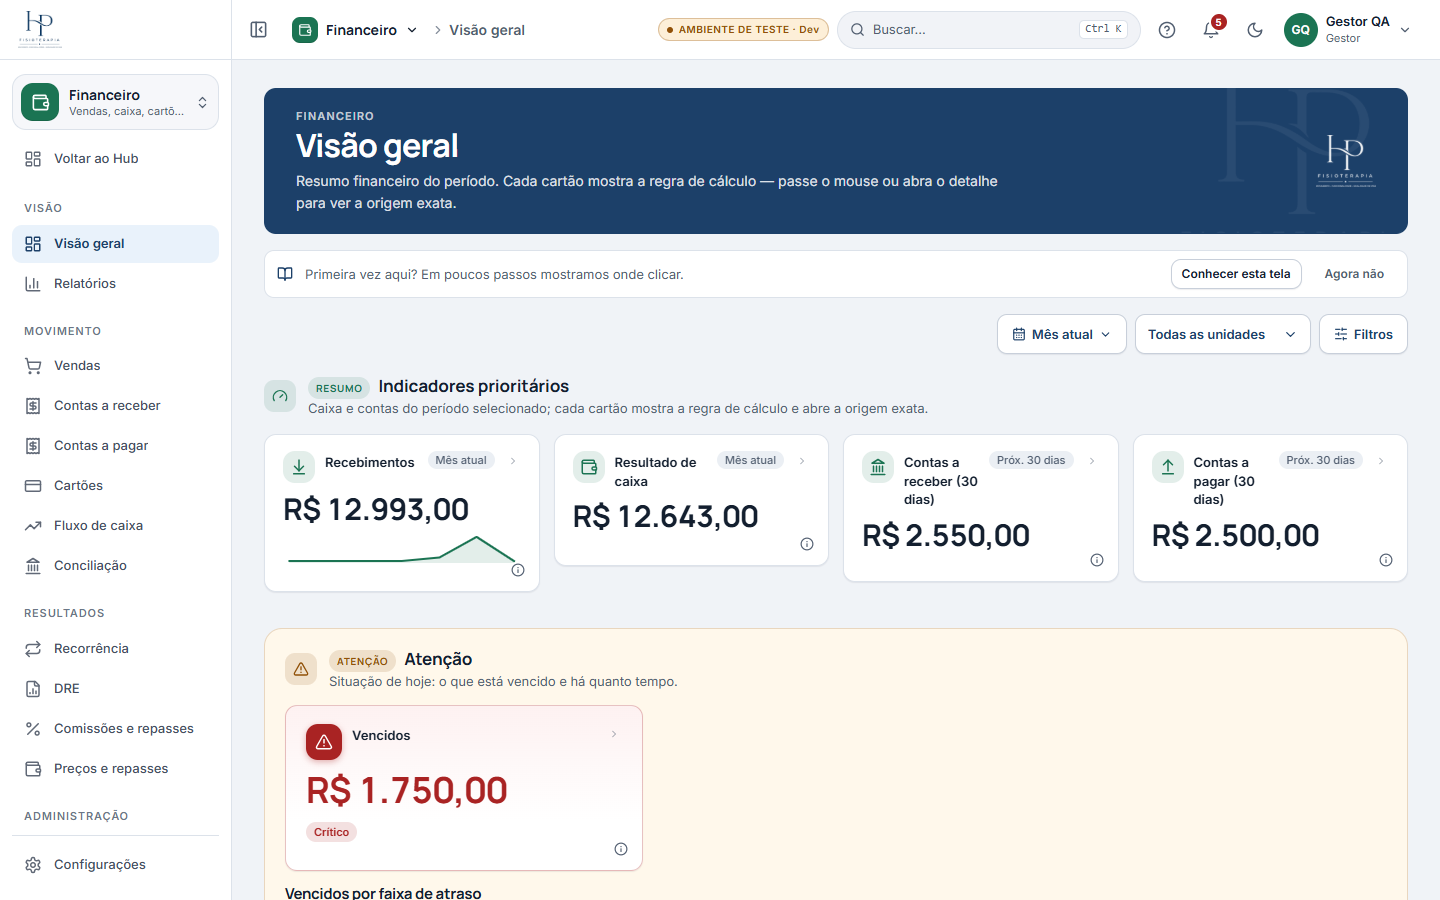 HP
FISIOTERAPIA
Financeiro
Visão geral
AMBIENTE DE TESTE · Dev
Buscar...
Ctrl K
5
GQ
Gestor QA
Gestor
Financeiro
Vendas, caixa, cartõ...
Voltar ao Hub
VISÃO
Visão geral
Relatórios
MOVIMENTO
Vendas
Contas a receber
Contas a pagar
Cartões
Fluxo de caixa
Conciliação
RESULTADOS
Recorrência
DRE
Comissões e repasses
Preços e repasses
ADMINISTRAÇÃO
Configurações
FINANCEIRO
Visão geral
Resumo financeiro do período. Cada cartão mostra a regra de cálculo — passe o mouse ou abra o detalhe
para ver a origem exata.
HP
FISIOTERAPIA
Primeira vez aqui? Em poucos passos mostramos onde clicar.
Conhecer esta tela
Agora não
Mês atual
Todas as unidades
Filtros
RESUMO
Indicadores prioritários
Caixa e contas do período selecionado; cada cartão mostra a regra de cálculo e abre a origem exata.
Recebimentos
Mês atual
R$ 12.993,00
Resultado de
caixa
Mês atual
R$ 12.643,00
Contas a
receber (30
dias)
Próx. 30 dias
R$ 2.550,00
Contas a
pagar (30
dias)
Próx. 30 dias
R$ 2.500,00
ATENÇÃO
Atenção
Situação de hoje: o que está vencido e há quanto tempo.
Vencidos
R$ 1.750,00
Crítico
Vencidos por faixa de atraso